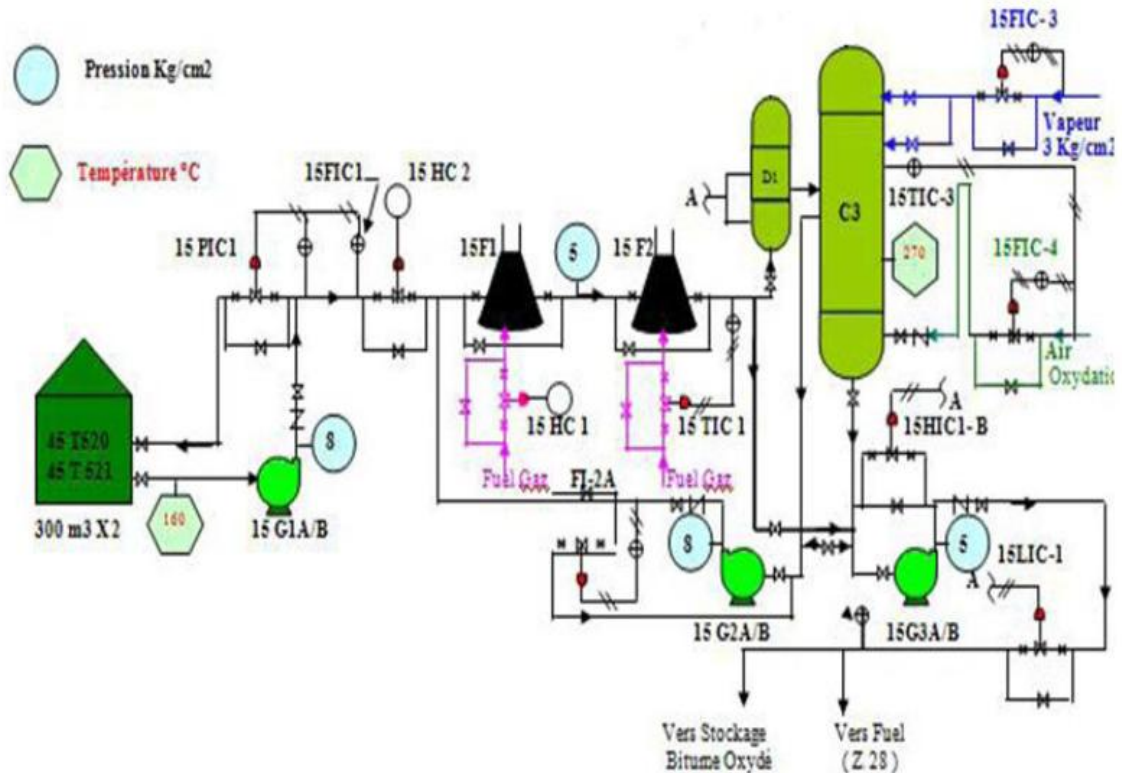 Pression Kg/cm2
Température °C
15FIC-3
Vapeur
3 Kg/cm2
15FIC1
15 HC 2
15 PIC1
15F1
5
15 F2
A
D1
C3
15TIC-3
270
15FIC-4
Air
Oxydatio
45 T520
45 T 521
300 m3 X 2
160
8
15 G1A/B
15 HC 1
Fuel Gaz
15 TIC 1
Fuel Gaz
FI-2A
15HIC1-B
A
8
15 G2A/B
5
15G3A/B
15LIC-1
A
Vers Stockage
Bitume Oxydé
Vers Fuel
( Z 28 )